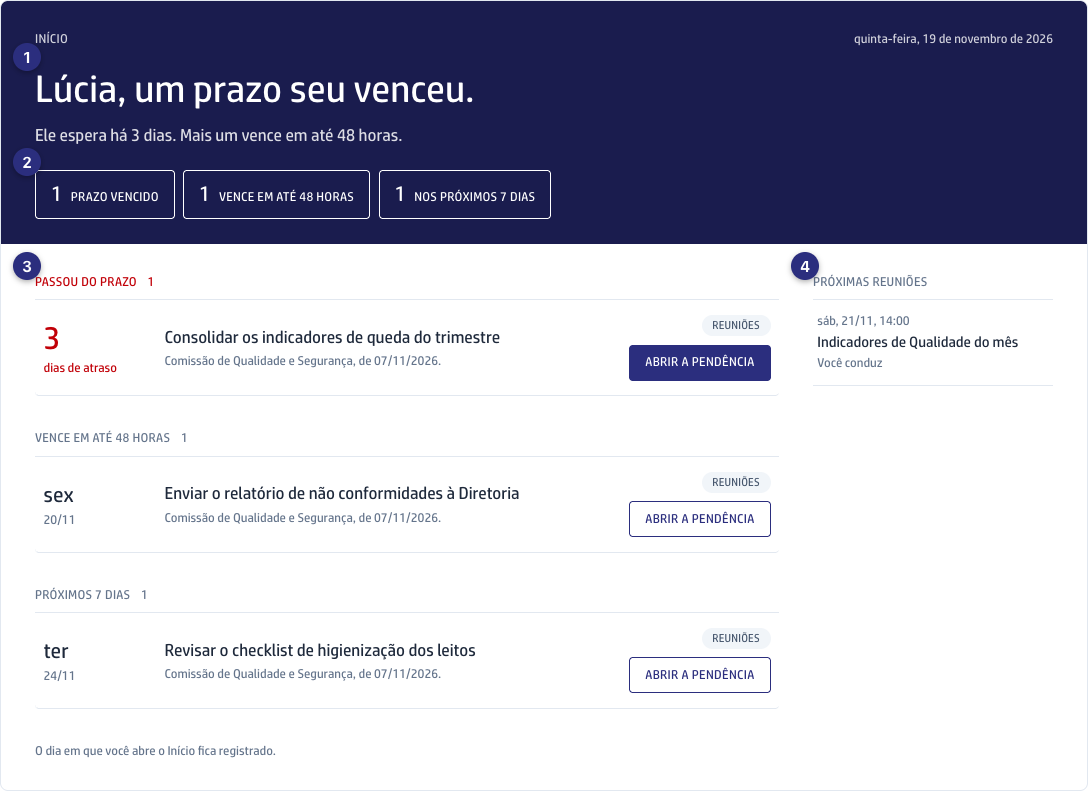 INÍCIO
quinta-feira, 19 de novembro de 2026
1
Lúcia, um prazo seu venceu.
Ele espera há 3 dias. Mais um vence em até 48 horas.
2
1 PRAZO VENCIDO
1 VENCE EM ATÉ 48 HORAS
1 NOS PRÓXIMOS 7 DIAS
3
PASSOU DO PRAZO 1
3
dias de atraso
Consolidar os indicadores de queda do trimestre
Comissão de Qualidade e Segurança, de 07/11/2026.
REUNIÕES
ABRIR A PENDÊNCIA
VENCE EM ATÉ 48 HORAS 1
sex
20/11
Enviar o relatório de não conformidades à Diretoria
Comissão de Qualidade e Segurança, de 07/11/2026.
REUNIÕES
ABRIR A PENDÊNCIA
PRÓXIMOS 7 DIAS 1
ter
24/11
Revisar o checklist de higienização dos leitos
Comissão de Qualidade e Segurança, de 07/11/2026.
REUNIÕES
ABRIR A PENDÊNCIA
O dia em que você abre o Início fica registrado.
4
PRÓXIMAS REUNIÕES
sáb, 21/11, 14:00
Indicadores de Qualidade do mês
Você conduz